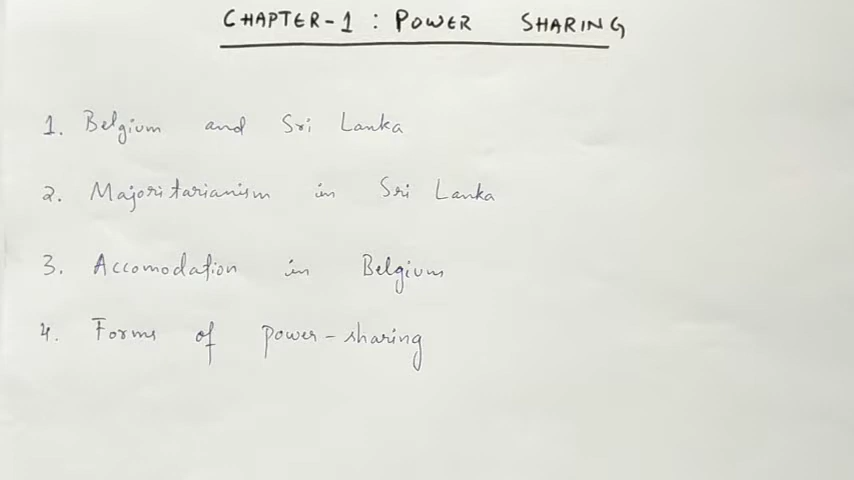 CHAPTER-1 : POWER SHARING
1. Belgium and Sri Lanka
2. Majoritarianism in Sri Lanka
3. Accomodation in Belgium
4. Forms of power-sharing